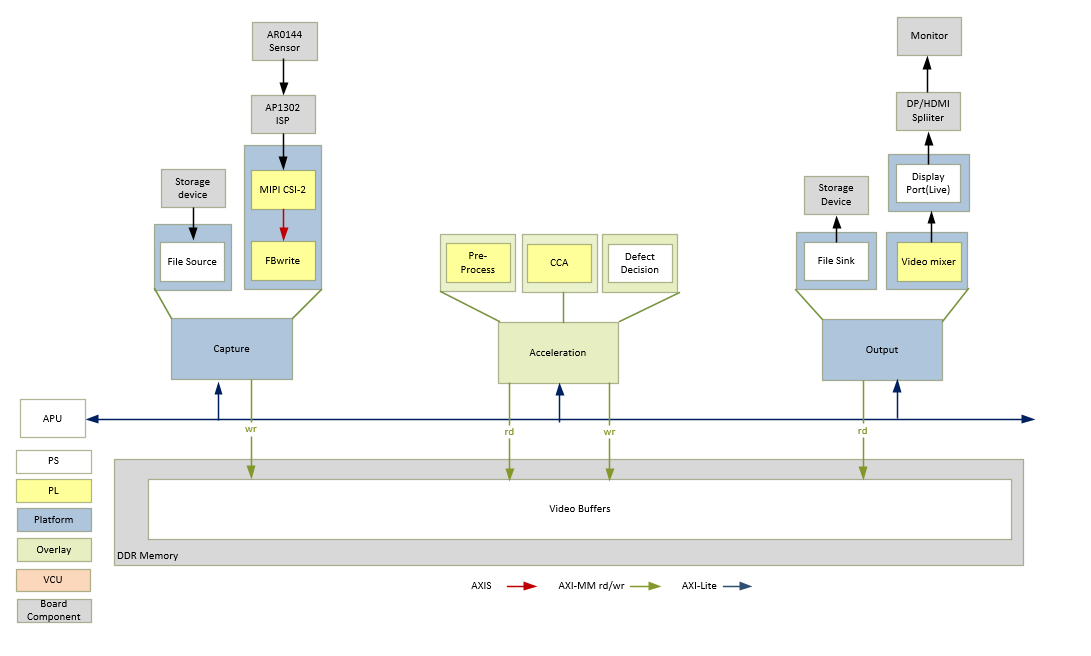 AR0144
Sensor
Monitor
AP1302
ISP
DP/HDMI
Spliiter
Storage
device
MIPI CSI-2
Display
Port(Live)
Storage
Device
File Source
FBwrite
Pre-
Process
CCA
Defect
Decision
File Sink
Video mixer
Capture
Acceleration
Output
APU
wr
rd
wr
rd
PS
PL
Platform
Overlay
VCU
Board
Component
Video Buffers
DDR Memory
AXIS
AXI-MM rd/wr
AXI-Lite